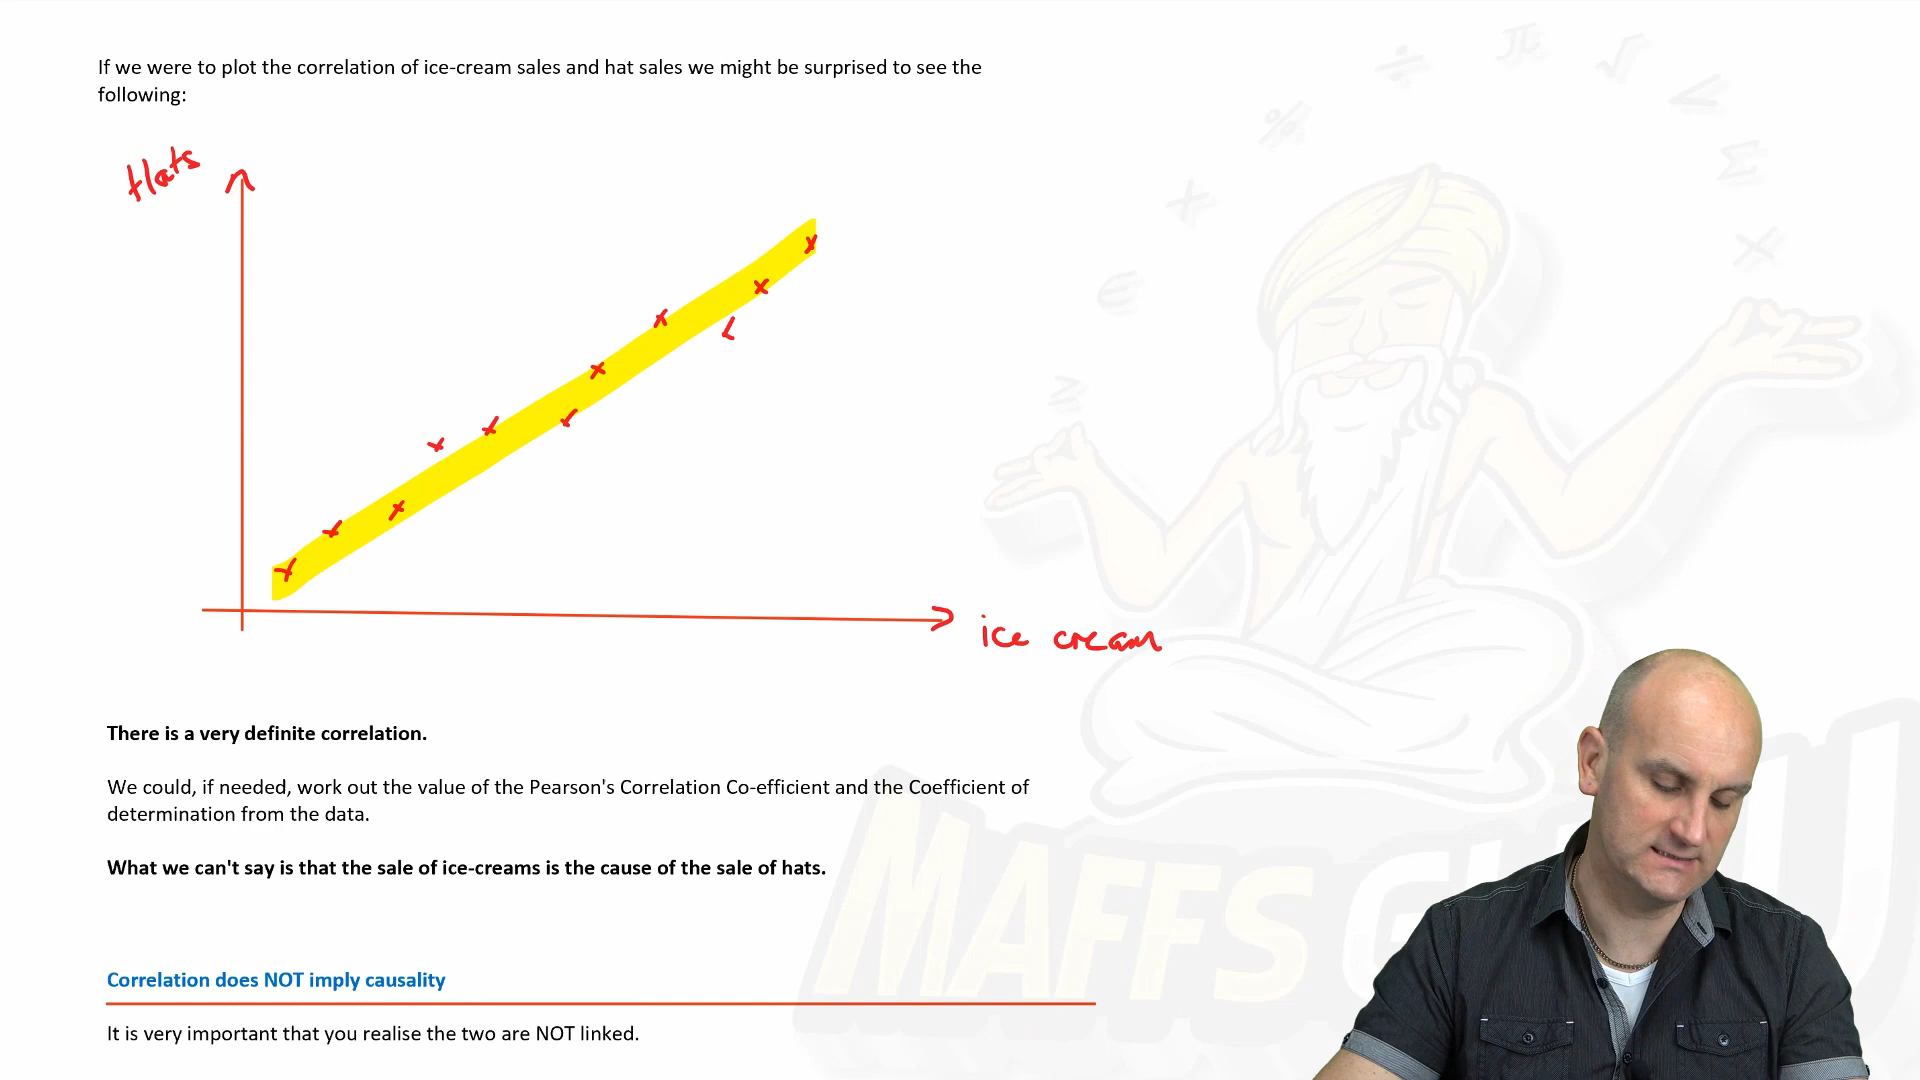 If we were to plot the correlation of ice-cream sales and hat sales we might be surprised to see the
following:
Hats
ice cream
There is a very definite correlation.
We could, if needed, work out the value of the Pearson's Correlation Co-efficient and the Coefficient of
determination from the data.
What we can't say is that the sale of ice-creams is the cause of the sale of hats.
Correlation does NOT imply causality
It is very important that you realise the two are NOT linked.
MAFFS GURU